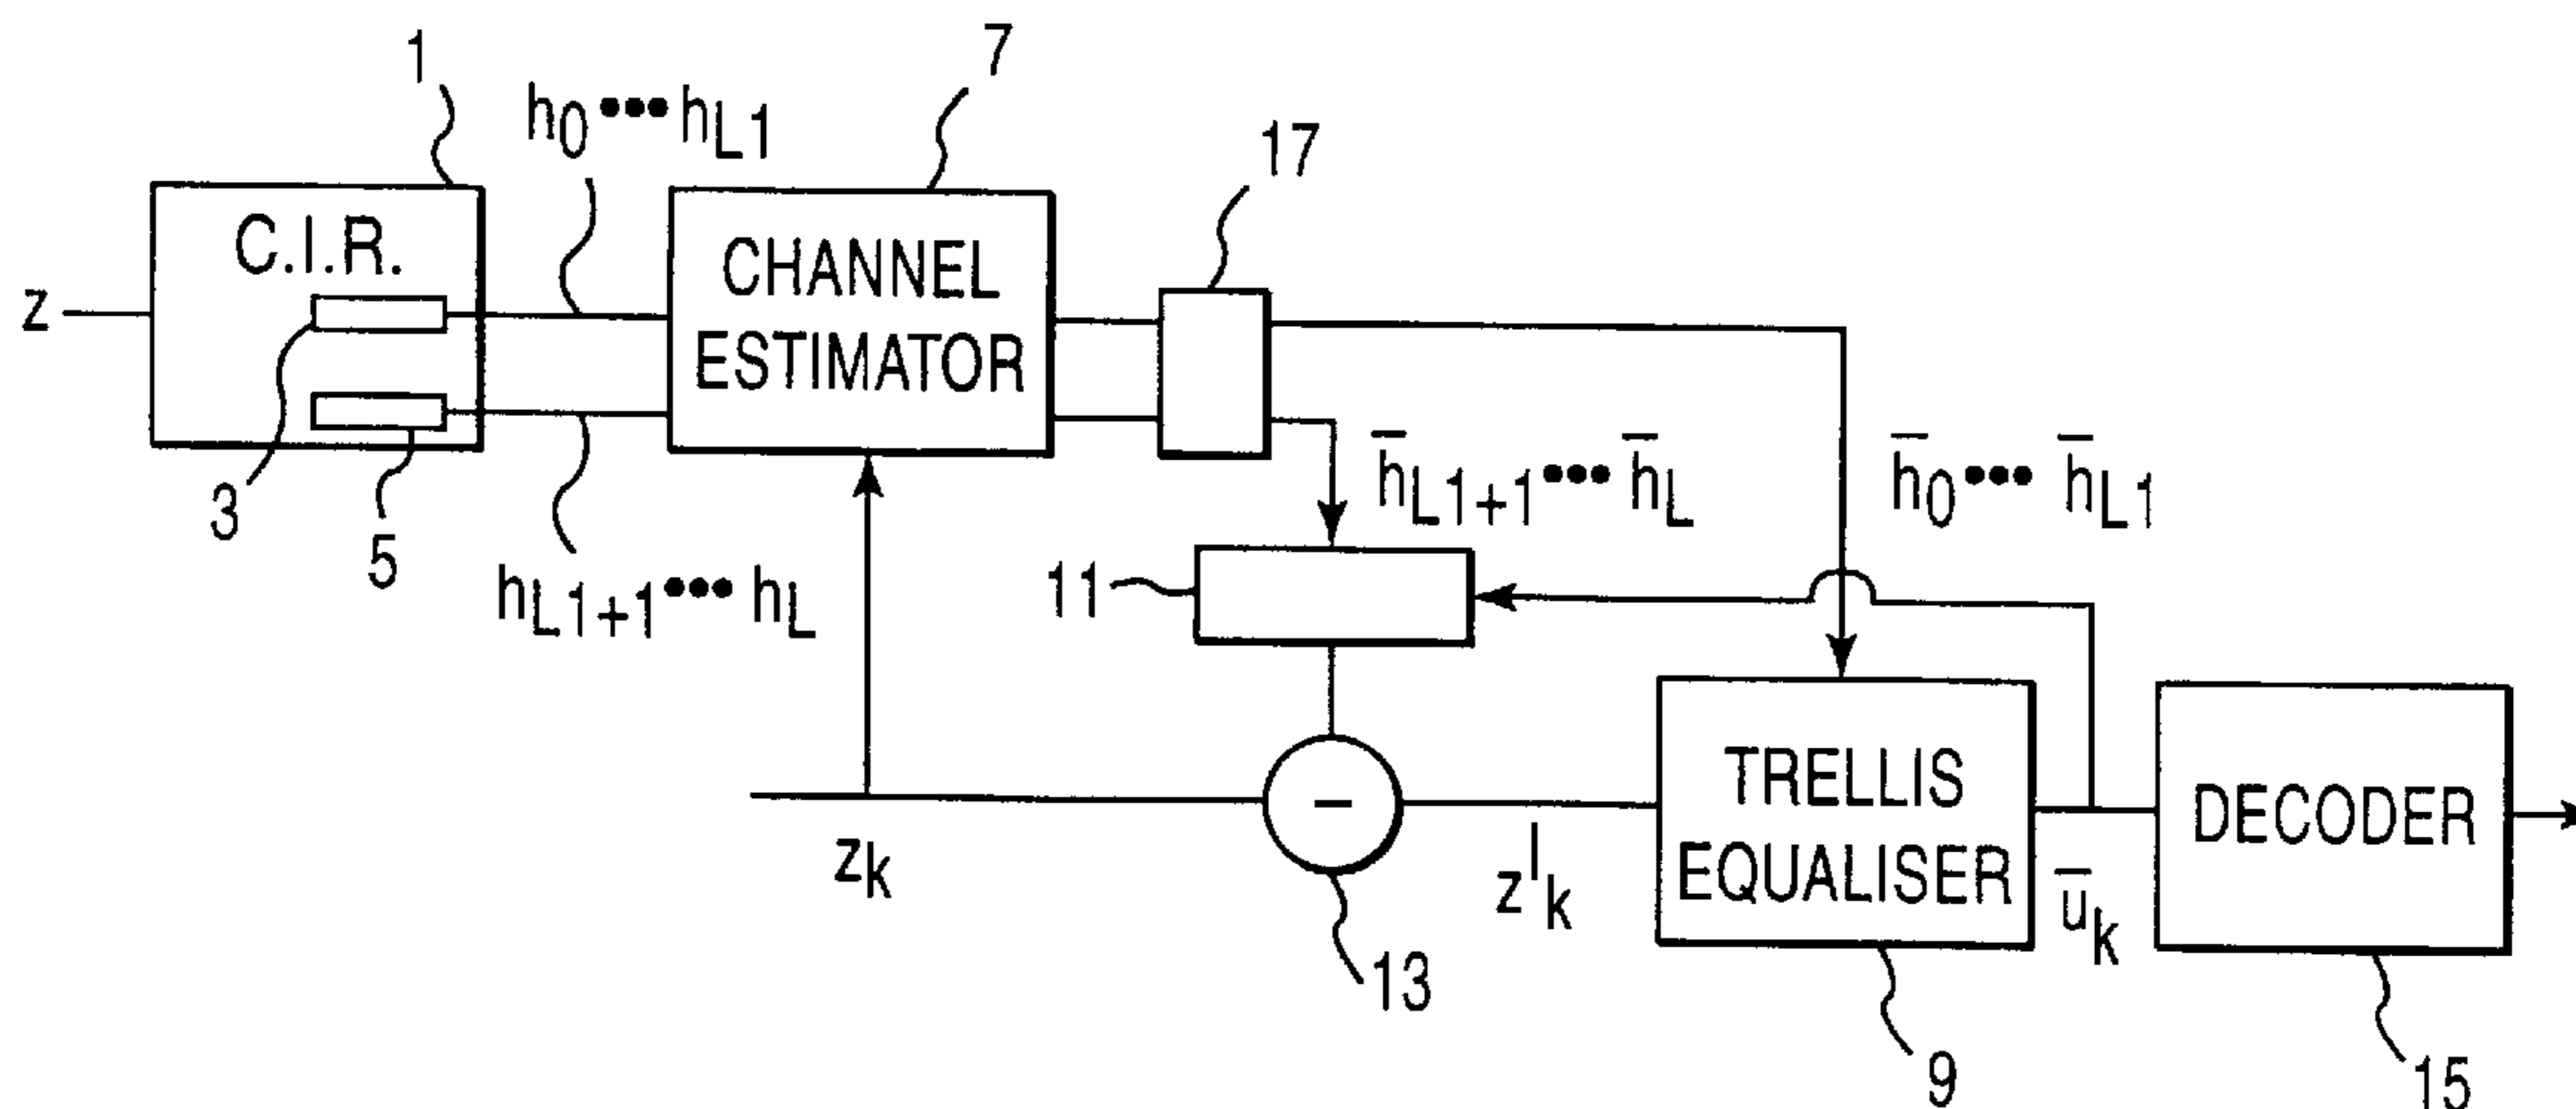 1
h0••• hL1
7
17
C.I.R.
z
CHANNEL
ESTIMATOR
3
5
hL1+1••• hL
h̅L1+1••• h̅L
h̅0••• h̅L1
11
zk
z'k
TRELLIS
EQUALISER
u̅k
DECODER
13
9
15